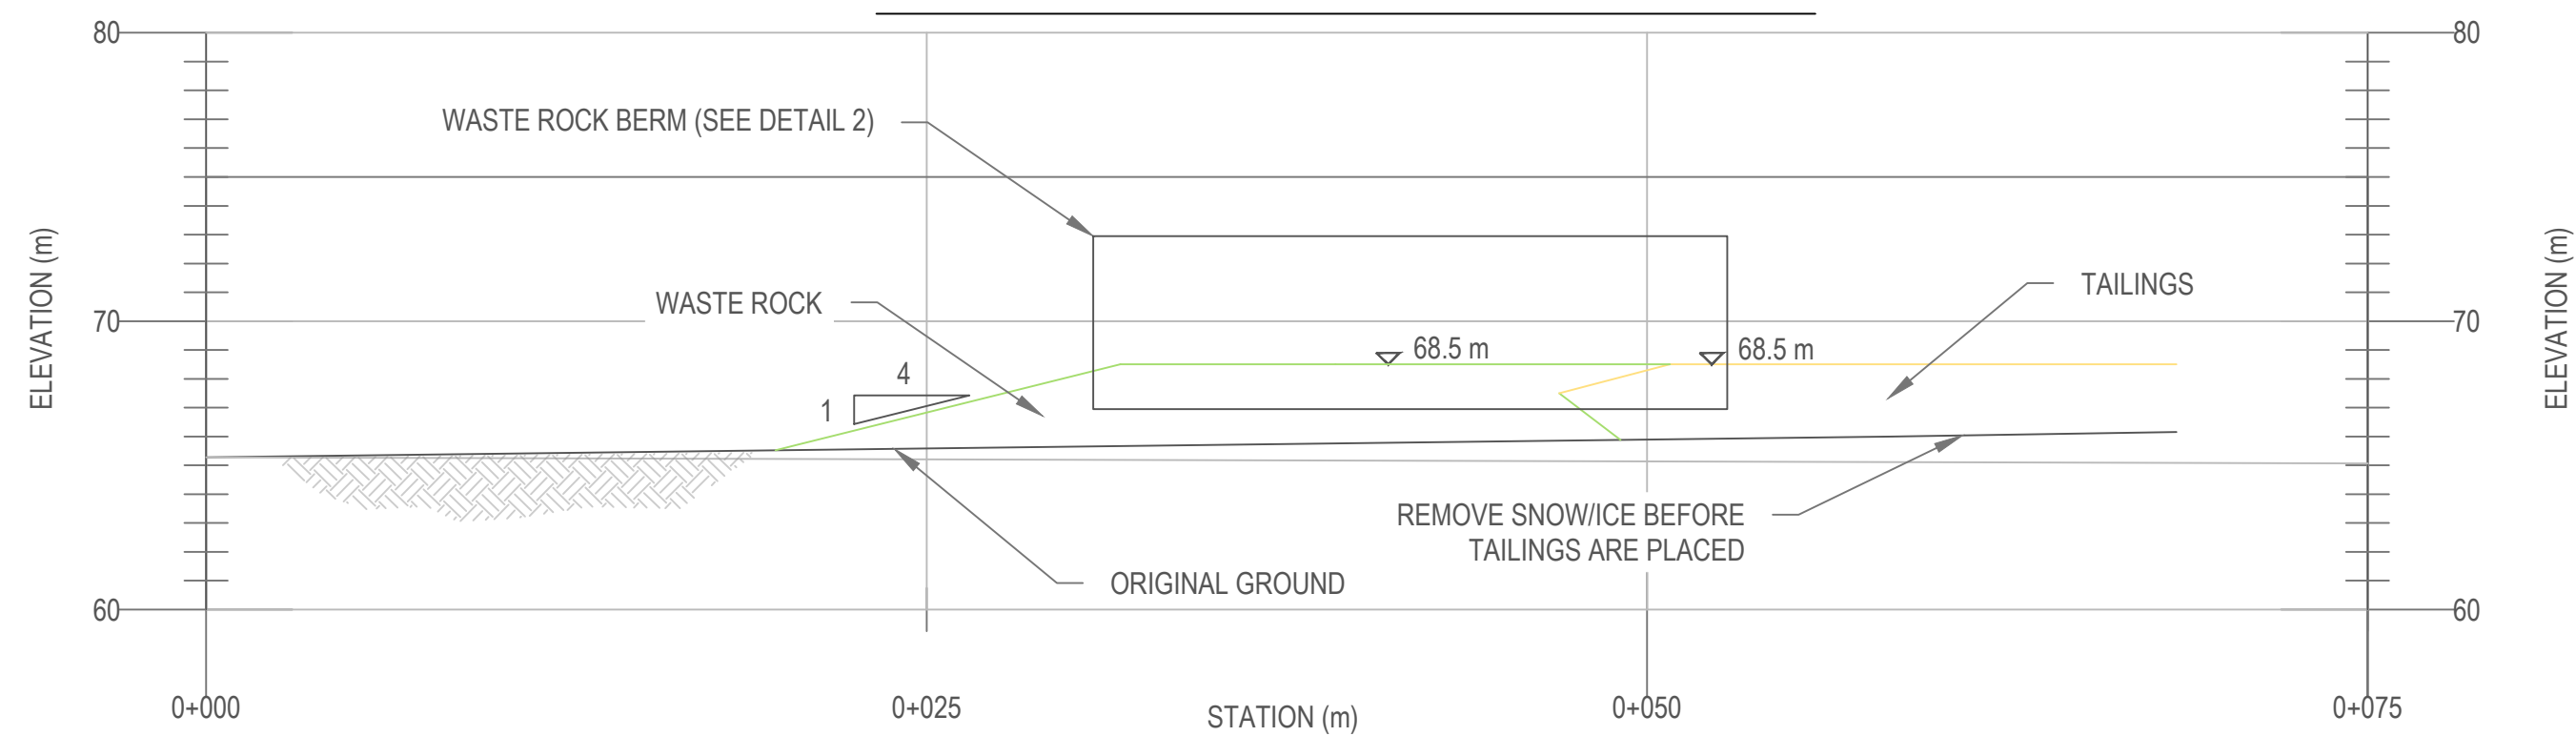 80
80
WASTE ROCK BERM (SEE DETAIL 2)
ELEVATION (m)
ELEVATION (m)
TAILINGS
WASTE ROCK
70
70
68.5 m
68.5 m
4
1
REMOVE SNOW/ICE BEFORE
TAILINGS ARE PLACED
ORIGINAL GROUND
60
60
0+000
0+025
STATION (m)
0+050
0+075